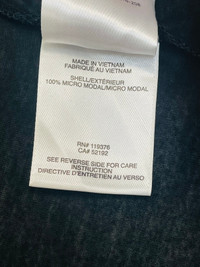 MADE IN VIETNAM
FABRIQUÉ AU VIETNAM
SHELL/EXTÉRIEUR
100% MICRO MODAL/MICRO MODAL
RN# 119376
CA# 52192
SEE REVERSE SIDE FOR CARE
INSTRUCTION
DIRECTIVE D'ENTRETIEN AU VERSO